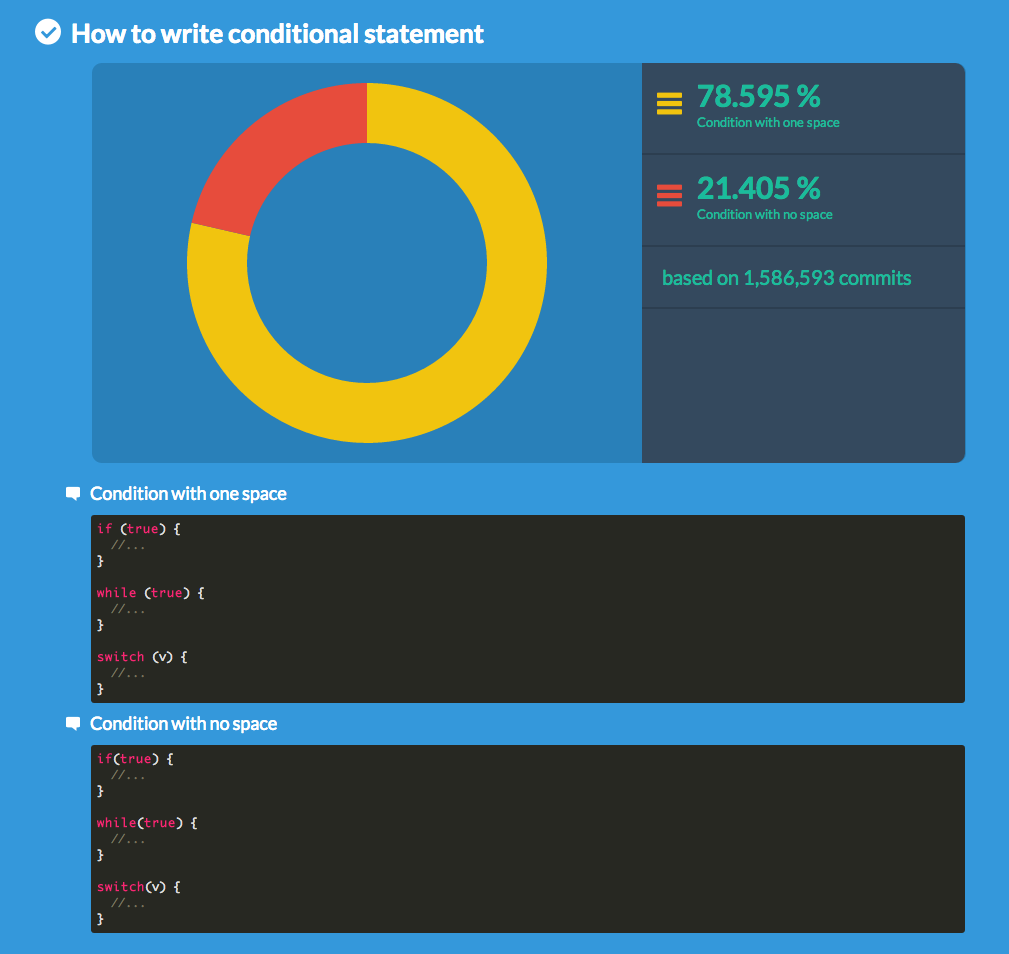 How to write conditional statement
78.595 %
Condition with one space
21.405 %
Condition with no space
based on 1,586,593 commits
Condition with one space
if (true) {
  //...
}
while (true) {
  //...
}
switch (v) {
  //...
}
Condition with no space
if(true) {
  //...
}
while(true) {
  //...
}
switch(v) {
  //...
}